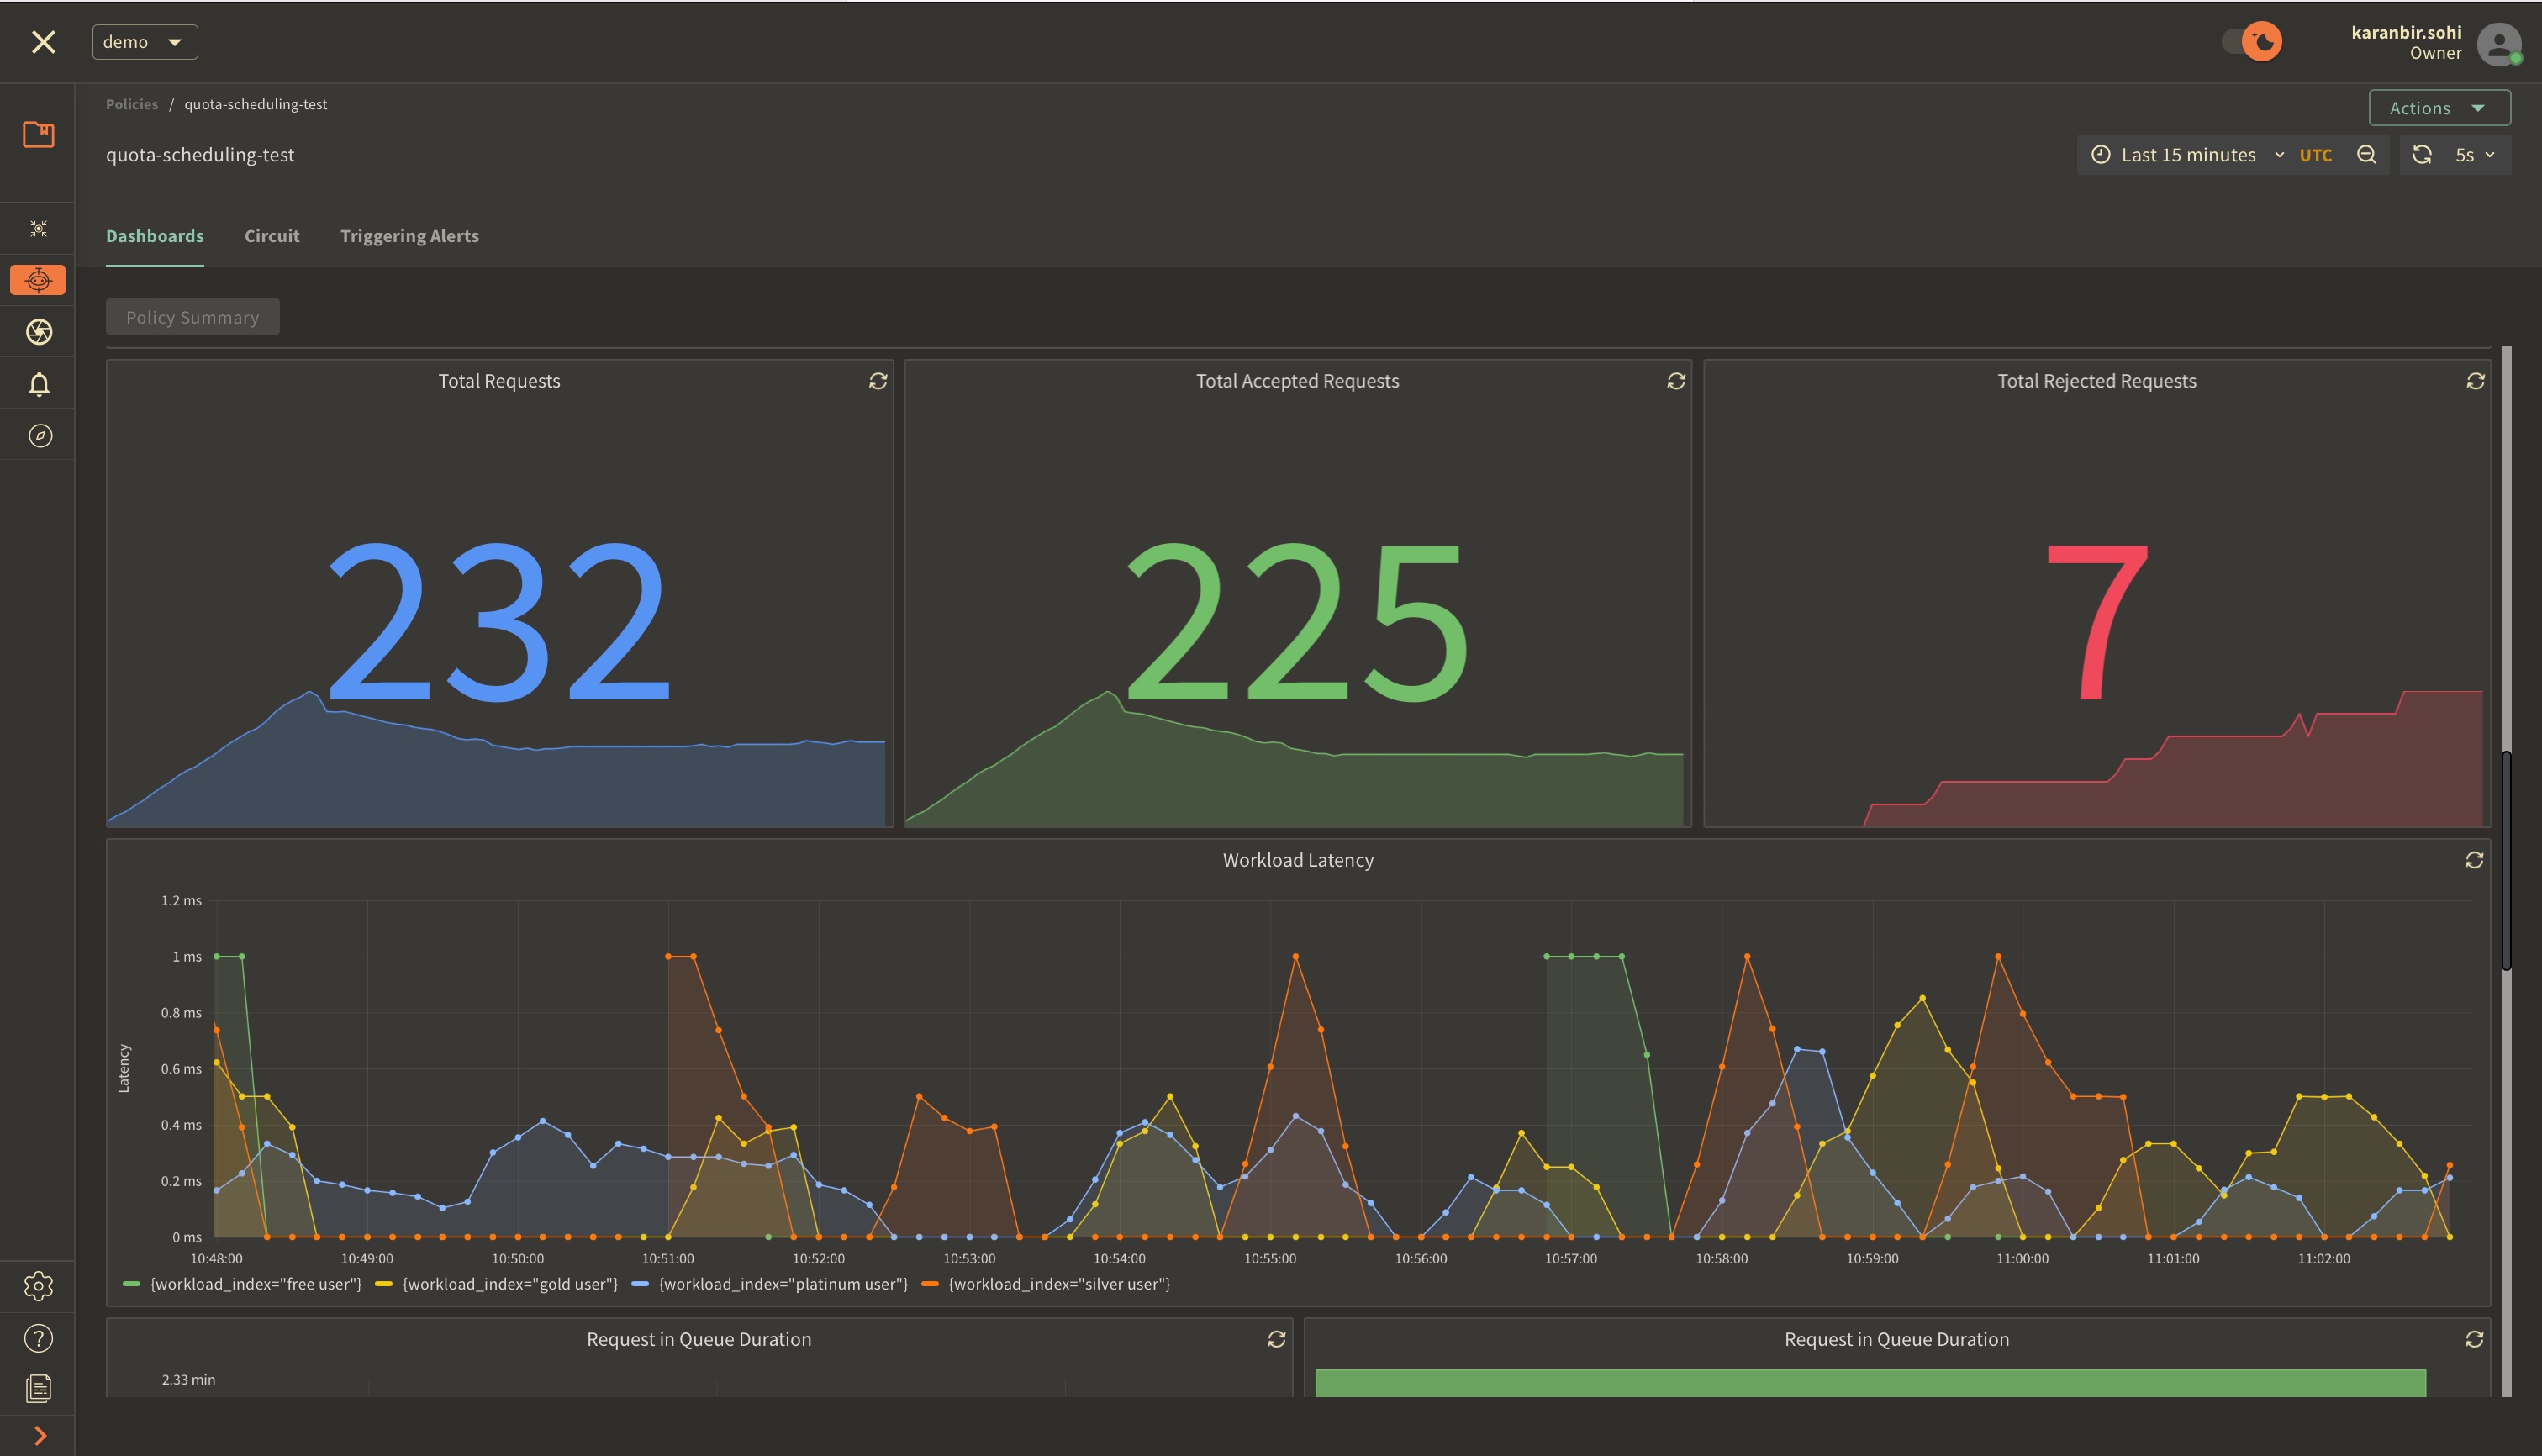 demo
karanbir.sohi
Owner
Policies / quota-scheduling-test
Actions
quota-scheduling-test
Last 15 minutes UTC 5s
Dashboards Circuit Triggering Alerts
Policy Summary
Total Requests
232
Total Accepted Requests
225
Total Rejected Requests
7
Workload Latency
Latency
1.2 ms
1 ms
0.8 ms
0.6 ms
0.4 ms
0.2 ms
0 ms
10:48:00 10:49:00 10:50:00 10:51:00 10:52:00 10:53:00 10:54:00 10:55:00 10:56:00 10:57:00 10:58:00 10:59:00 11:00:00 11:01:00 11:02:00
{workload_index="free user"} {workload_index="gold user"} {workload_index="platinum user"} {workload_index="silver user"}
Request in Queue Duration
2.33 min
Request in Queue Duration